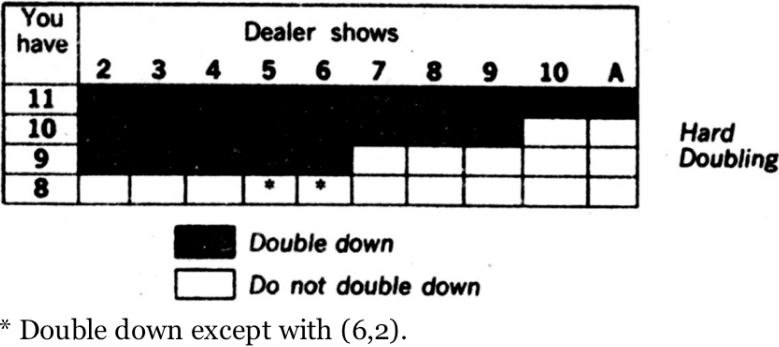 You have
Dealer shows
2 3 4 5 6 7 8 9 10 A
11
10
9
8 * *
Hard
Doubling
Double down
Do not double down
* Double down except with (6,2).